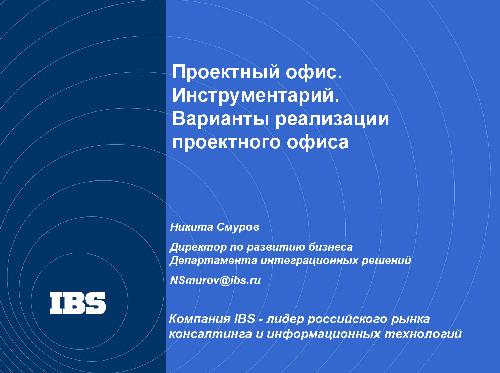 Проектный офис.
Инструментарий.
Варианты реализации
проектного офиса
Никита Смуров
Директор по развитию бизнеса
Департамента интеграционных решений
NSmurov@ibs.ru
IBS
Компания IBS - лидер российского рынка
консалтинга и информационных технологий